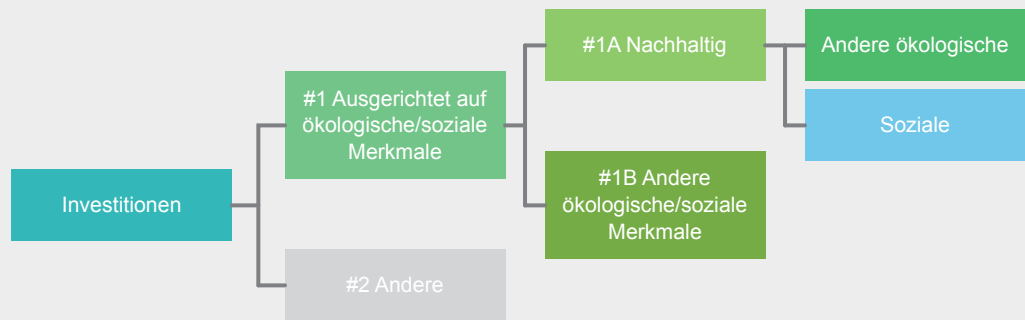 #1A Nachhaltig
Andere ökologische
#1 Ausgerichtet auf
ökologische/soziale
Merkmale
Soziale
#1B Andere
ökologische/soziale
Merkmale
Investitionen
#2 Andere